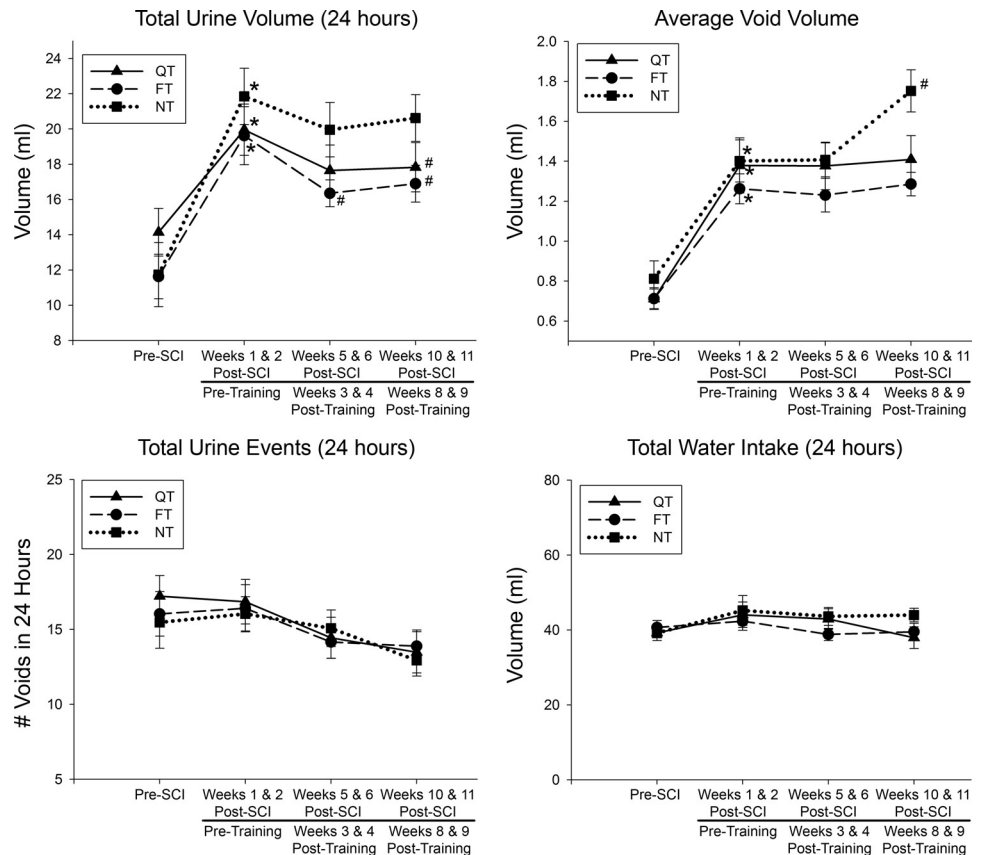 Total Urine Volume (24 hours)
Volume (ml)
24
22
20
18
16
14
12
10
8
QT
FT
NT
*
*
*
#
#
#
Pre-SCI
Weeks 1 & 2
Post-SCI
Pre-Training
Weeks 5 & 6
Post-SCI
Weeks 3 & 4
Post-Training
Weeks 10 & 11
Post-SCI
Weeks 8 & 9
Post-Training
Average Void Volume
Volume (ml)
2.0
1.8
1.6
1.4
1.2
1.0
0.8
0.6
QT
FT
NT
*
*
*
#
Pre-SCI
Weeks 1 & 2
Post-SCI
Pre-Training
Weeks 5 & 6
Post-SCI
Weeks 3 & 4
Post-Training
Weeks 10 & 11
Post-SCI
Weeks 8 & 9
Post-Training
Total Urine Events (24 hours)
# Voids in 24 Hours
25
20
15
10
5
QT
FT
NT
Pre-SCI
Weeks 1 & 2
Post-SCI
Pre-Training
Weeks 5 & 6
Post-SCI
Weeks 3 & 4
Post-Training
Weeks 10 & 11
Post-SCI
Weeks 8 & 9
Post-Training
Total Water Intake (24 hours)
Volume (ml)
80
60
40
20
0
QT
FT
NT
Pre-SCI
Weeks 1 & 2
Post-SCI
Pre-Training
Weeks 5 & 6
Post-SCI
Weeks 3 & 4
Post-Training
Weeks 10 & 11
Post-SCI
Weeks 8 & 9
Post-Training